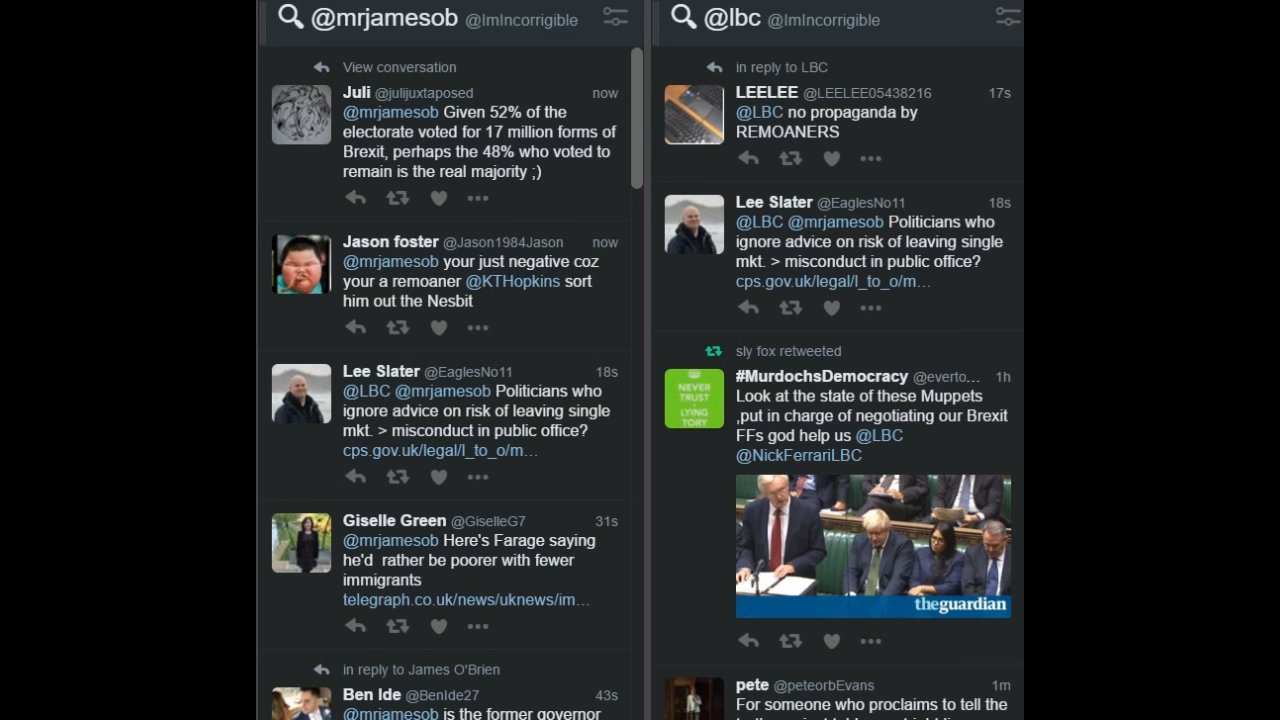 @mrjamesob @ImIncorrigible
View conversation
Juli @julijuxtaposed now
@mrjamesob Given 52% of the
electorate voted for 17 million forms of
Brexit, perhaps the 48% who voted to
remain is the real majority ;)
Jason foster @Jason1984Jason now
@mrjamesob your just negative coz
your a remoaner @KTHopkins sort
him out the Nesbit
Lee Slater @EaglesNo11 18s
@LBC @mrjamesob Politicians who
ignore advice on risk of leaving single
mkt. > misconduct in public office?
cps.gov.uk/legal/l_to_o/m…
Giselle Green @GiselleG7 31s
@mrjamesob Here's Farage saying
he'd rather be poorer with fewer
immigrants
telegraph.co.uk/news/uknews/im…
in reply to James O'Brien
Ben Ide @BenIde27 43s
@mrjamesob is the former governor
@lbc @ImIncorrigible
in reply to LBC
LEELEE @LEELEE05438216 17s
@LBC no propaganda by
REMOANERS
Lee Slater @EaglesNo11 18s
@LBC @mrjamesob Politicians who
ignore advice on risk of leaving single
mkt. > misconduct in public office?
cps.gov.uk/legal/l_to_o/m…
sly fox retweeted
#MurdochsDemocracy @everto… 1h
NEVER
TRUST
A
LYING
TORY
Look at the state of these Muppets
,put in charge of negotiating our Brexit
FFs god help us @LBC
@NickFerrariLBC
theguardian
pete @peteorbEvans 1m
For someone who proclaims to tell the